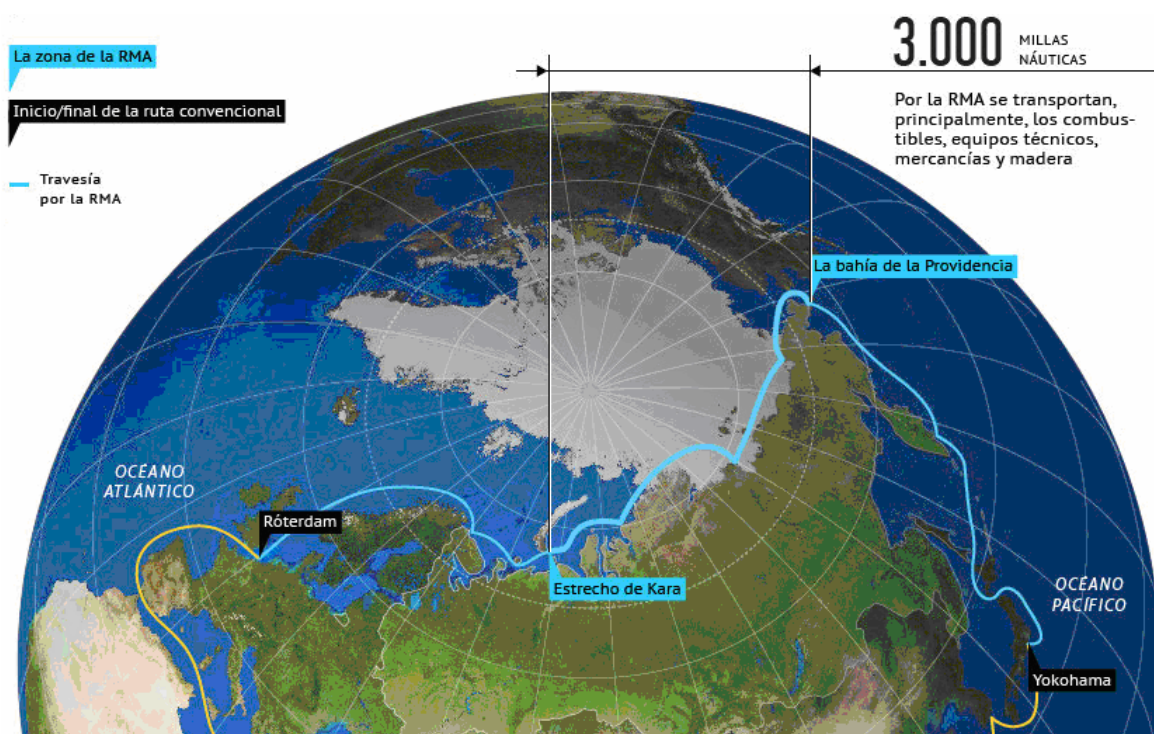 La zona de la RMA
Inicio/final de la ruta convencional
Travesía
por la RMA
3.000 MILLAS
NÁUTICAS
Por la RMA se transportan,
principalmente, los combus-
tibles, equipos técnicos,
mercancías y madera
La bahía de la Providencia
OCÉANO
ATLÁNTICO
Róterdam
Estrecho de Kara
OCÉANO
PACÍFICO
Yokohama